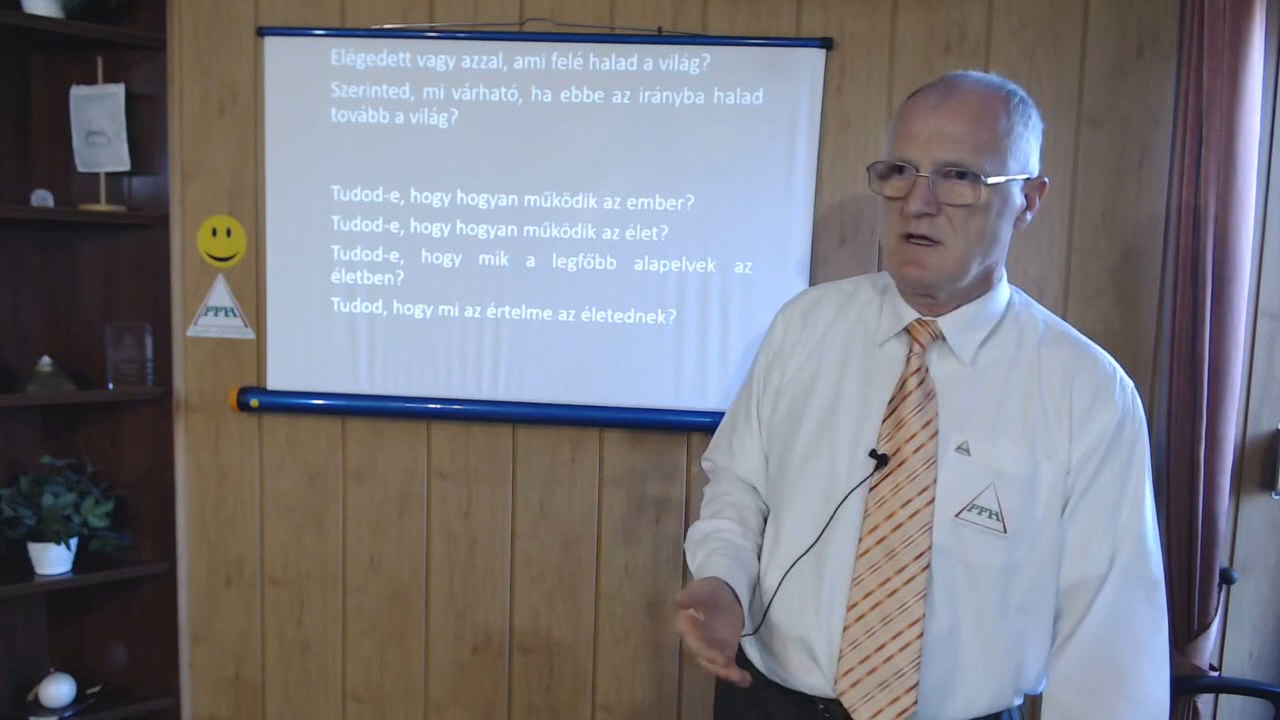 Elégedett vagy azzal, ami felé halad a világ?
Szerinted, mi várható, ha ebbe az irányba halad
tovább a világ?
Tudod-e, hogy hogyan működik az ember?
Tudod-e, hogy hogyan működik az élet?
Tudod-e, hogy mik a legfőbb alapelvek az
életben?
Tudod, hogy mi az értelme az életednek?
PPH
PPH